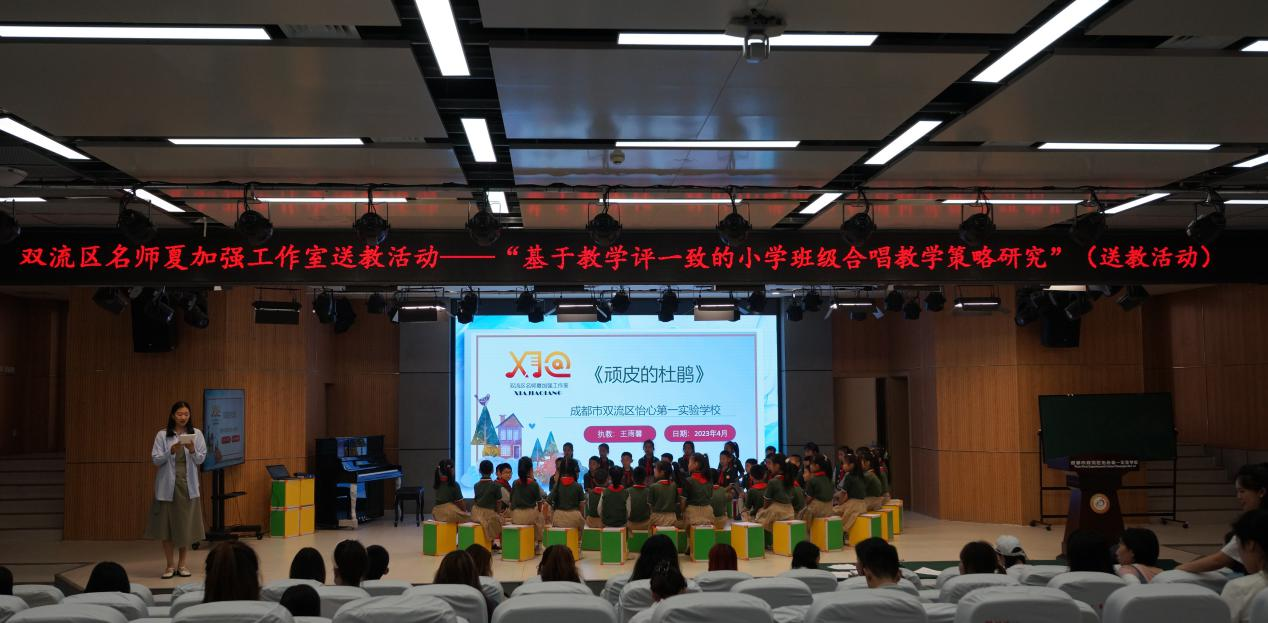 双流区名师夏加强工作室送教活动——“基于教学评一致的小学班级合唱教学策略研究”（送教活动）
双流区名师夏加强工作室
XIA JIAQIANG
《顽皮的杜鹃》
成都市双流区怡心第一实验学校
执教：王雨馨
日期：2023年4月